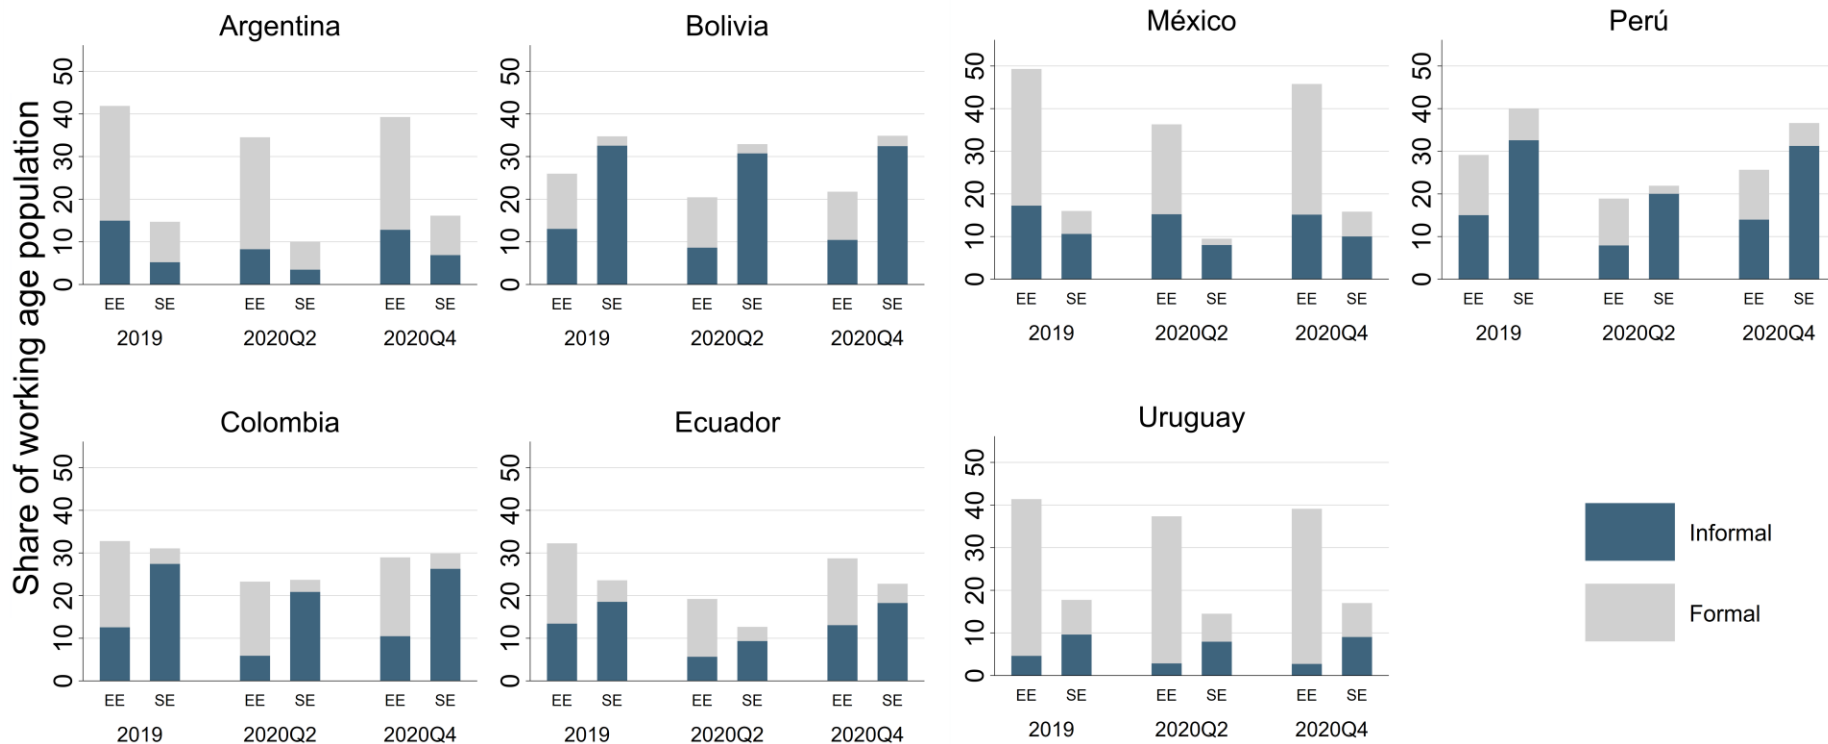 Share of working age population
Argentina
50
40
30
20
10
0
EE SE EE SE EE SE
2019 2020Q2 2020Q4
Bolivia
50
40
30
20
10
0
EE SE EE SE EE SE
2019 2020Q2 2020Q4
México
50
40
30
20
10
0
EE SE EE SE EE SE
2019 2020Q2 2020Q4
Perú
50
40
30
20
10
0
EE SE EE SE EE SE
2019 2020Q2 2020Q4
Colombia
50
40
30
20
10
0
EE SE EE SE EE SE
2019 2020Q2 2020Q4
Ecuador
50
40
30
20
10
0
EE SE EE SE EE SE
2019 2020Q2 2020Q4
Uruguay
50
40
30
20
10
0
EE SE EE SE EE SE
2019 2020Q2 2020Q4
Informal
Formal